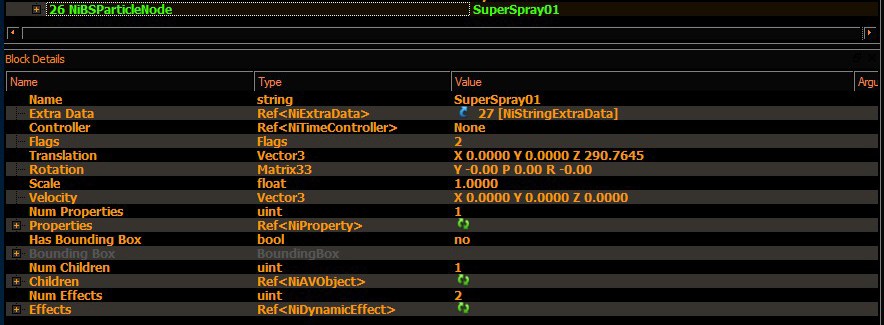 26 NiBSParticleNode SuperSpray01
Block Details
Name Type Value Argu
Name string SuperSpray01
Extra Data Ref<NiExtraData> 27 [NiStringExtraData]
Controller Ref<NiTimeController> None
Flags Flags 2
Translation Vector3 X 0.0000 Y 0.0000 Z 290.7645
Rotation Matrix33 Y -0.00 P 0.00 R -0.00
Scale float 1.0000
Velocity Vector3 X 0.0000 Y 0.0000 Z 0.0000
Num Properties uint 1
Properties Ref<NiProperty>
Has Bounding Box bool no
Bounding Box BoundingBox
Num Children uint 1
Children Ref<NiAVObject>
Num Effects uint 2
Effects Ref<NiDynamicEffect>